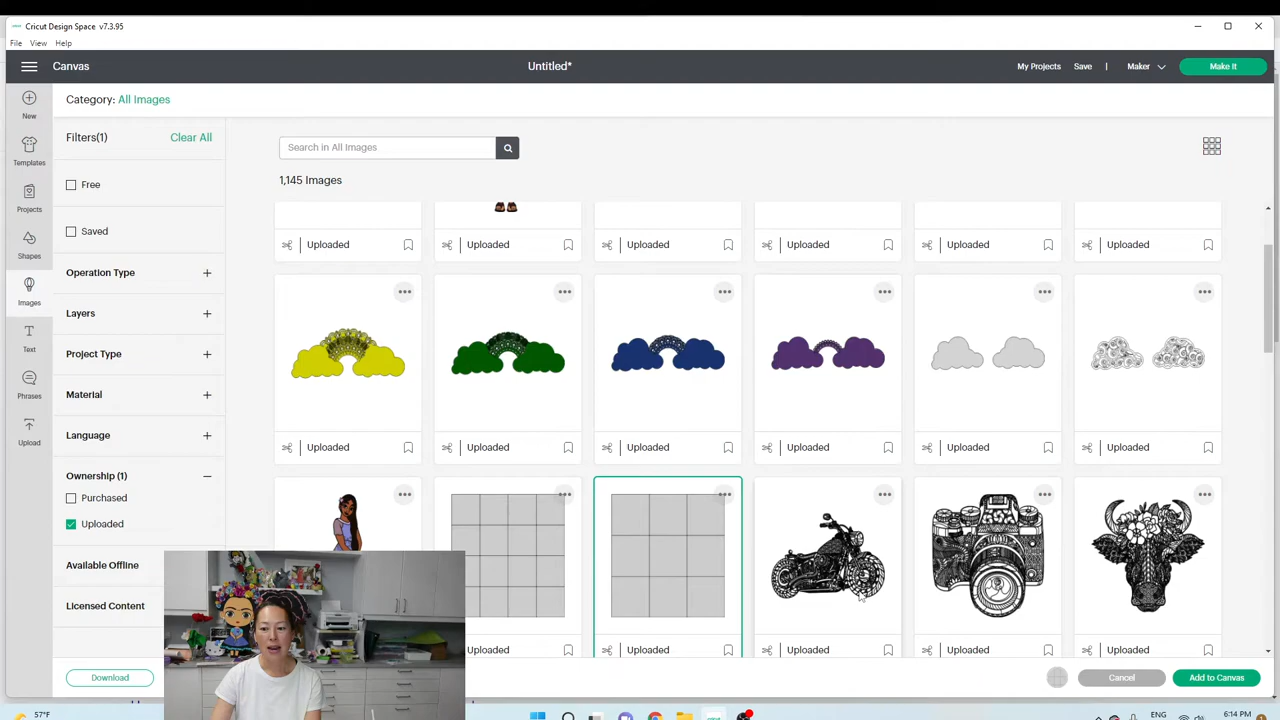 Cricut Design Space v7.3.95
File View Help
Canvas
Untitled*
My Projects Save | Maker
Make It
New
Templates
Projects
Shapes
Images
Text
Phrases
Upload
Category: All Images
Filters(1) Clear All
Free
Saved
Operation Type
Layers
Project Type
Material
Language
Ownership (1)
Purchased
Uploaded
Available Offline
Licensed Content
Download
Search in All Images
1,145 Images
Uploaded Uploaded Uploaded Uploaded Uploaded Uploaded
Uploaded Uploaded Uploaded Uploaded Uploaded Uploaded
Uploaded Uploaded Uploaded Uploaded Uploaded
Cancel
Add to Canvas
57°F
ENG 6:14 PM